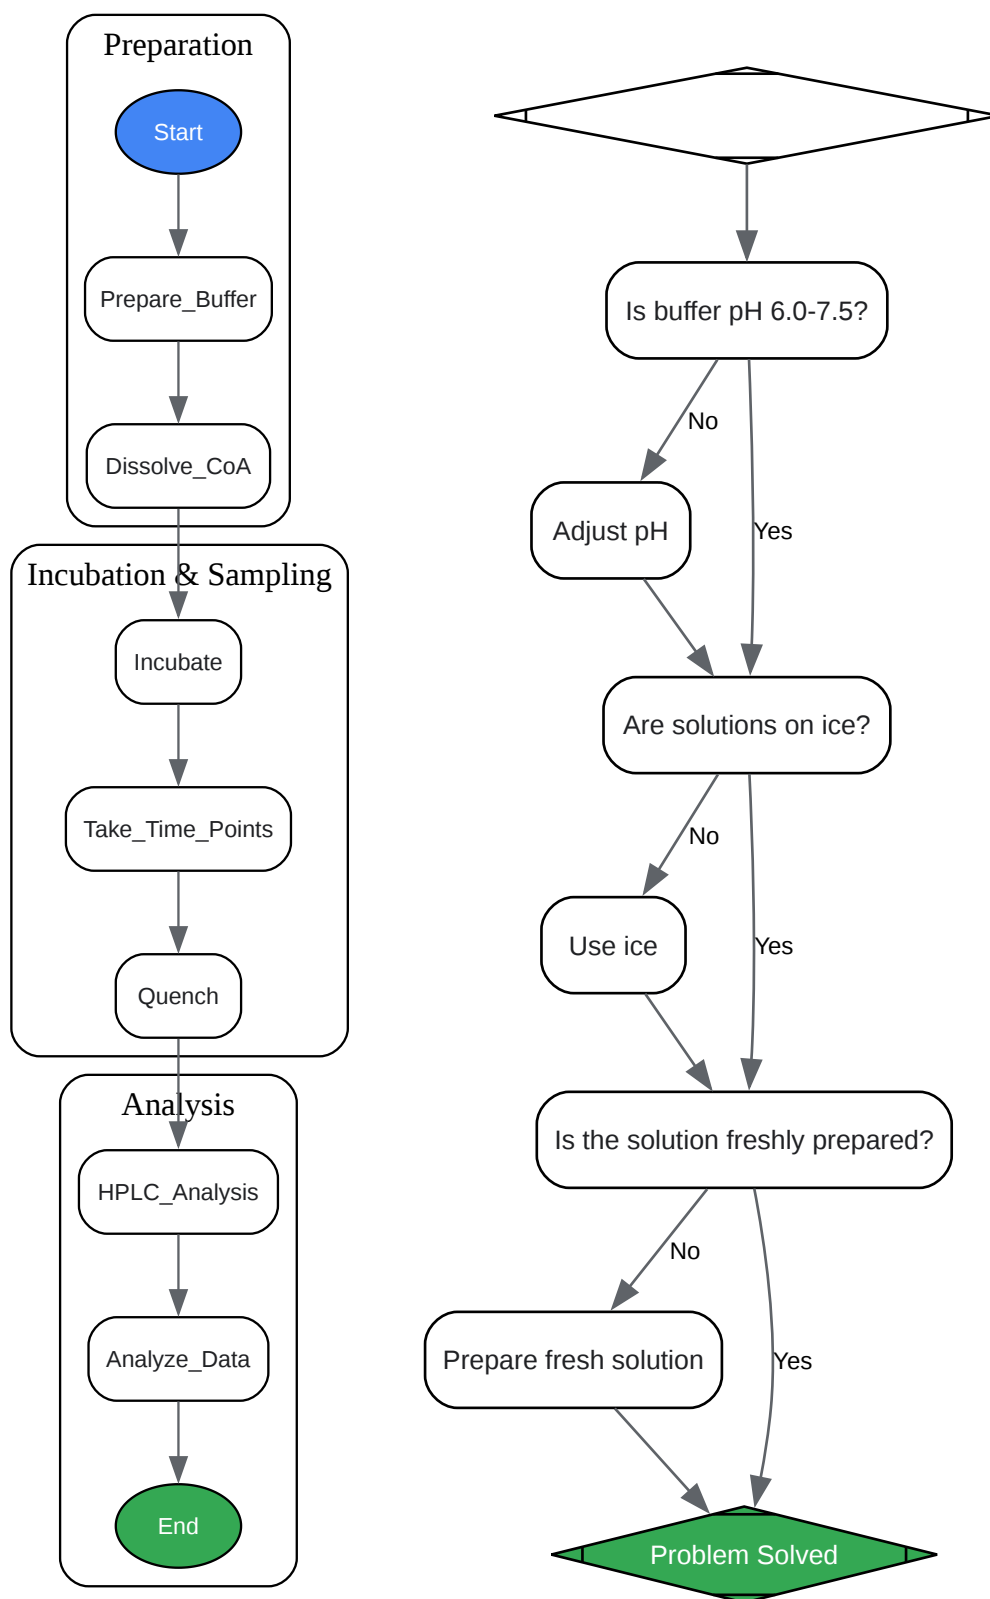 Preparation
Start
Prepare_Buffer
Dissolve_CoA
Incubation & Sampling
Incubate
Take_Time_Points
Quench
Analysis
HPLC_Analysis
Analyze_Data
End
Is buffer pH 6.0-7.5?
No
Adjust pH
Yes
Are solutions on ice?
No
Use ice
Yes
Is the solution freshly prepared?
No
Prepare fresh solution
Yes
Problem Solved